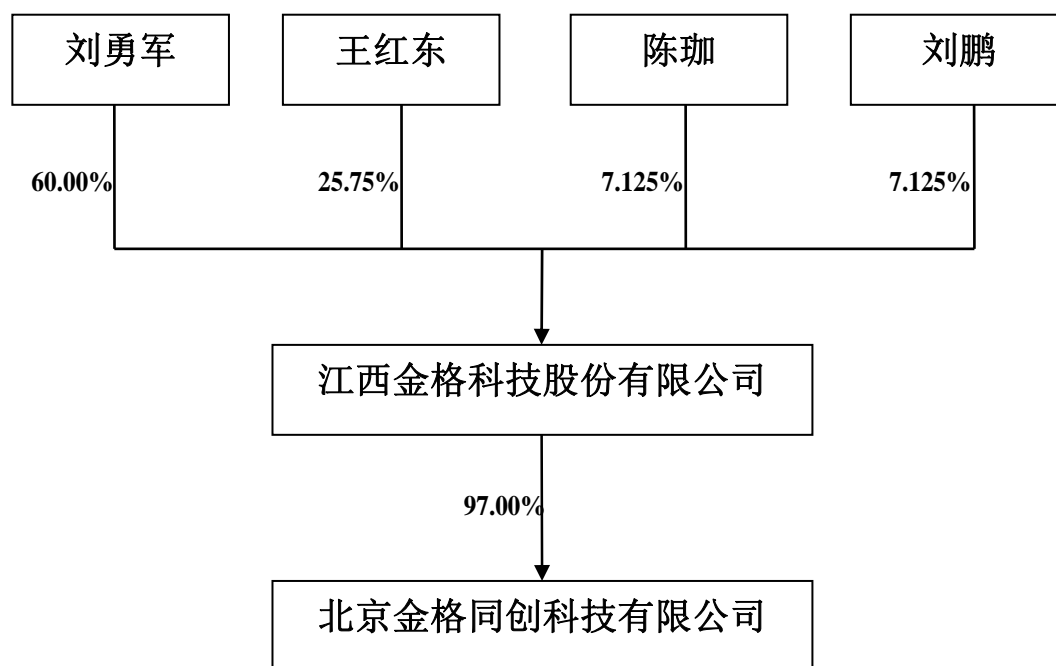 刘勇军
王红东
陈珈
刘鹏
60.00%
25.75%
7.125%
7.125%
江西金格科技股份有限公司
97.00%
北京金格同创科技有限公司